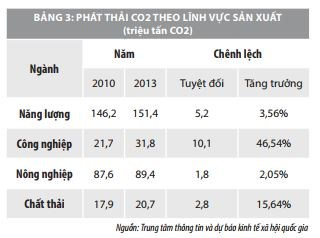 BẢNG 3: PHÁT THẢI CO2 THEO LĨNH VỰC SẢN XUẤT
(triệu tấn CO2)
Ngành Năm Chênh lệch
2010 2013 Tuyệt đối Tăng trưởng
Năng lượng 146,2 151,4 5,2 3,56%
Công nghiệp 21,7 31,8 10,1 46,54%
Nông nghiệp 87,6 89,4 1,8 2,05%
Chất thải 17,9 20,7 2,8 15,64%
Nguồn: Trung tâm thông tin và dự báo kinh tế xã hội quốc gia